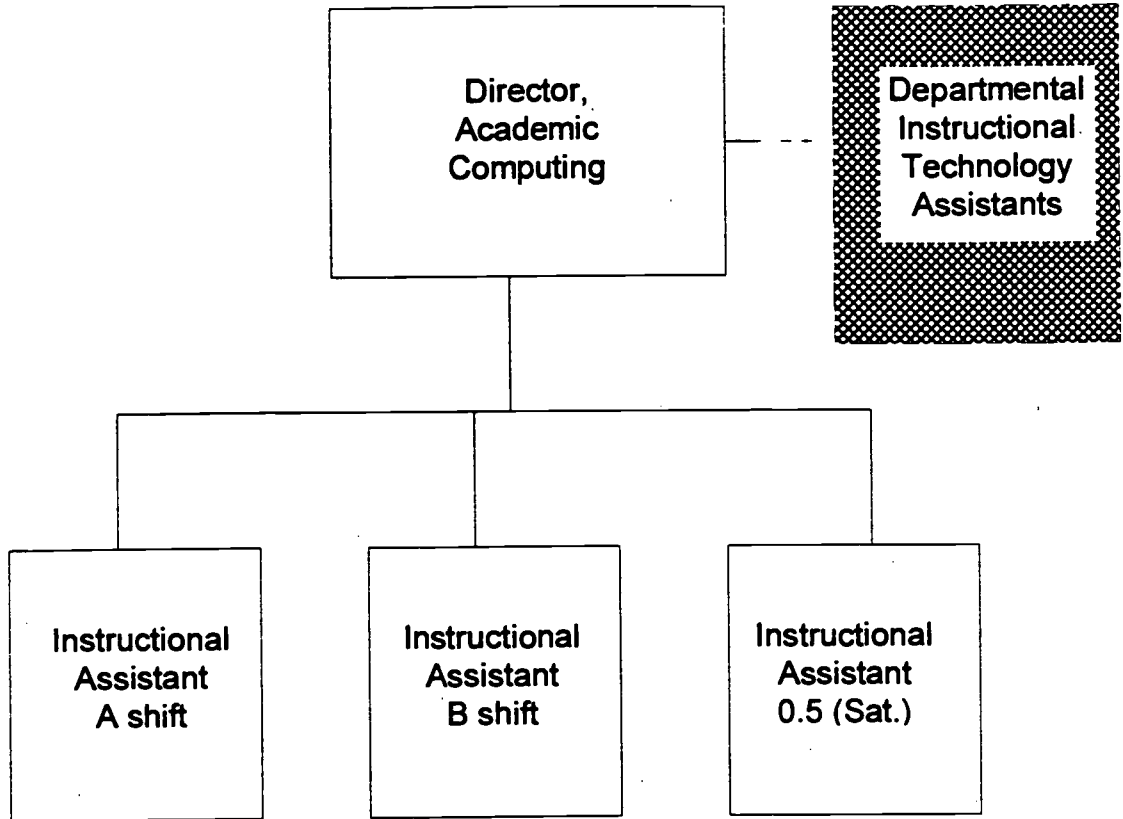 Director,
Academic
Computing
Departmental
Instructional
Technology
Assistants
Instructional
Assistant
A shift
Instructional
Assistant
B shift
Instructional
Assistant
0.5 (Sat.)